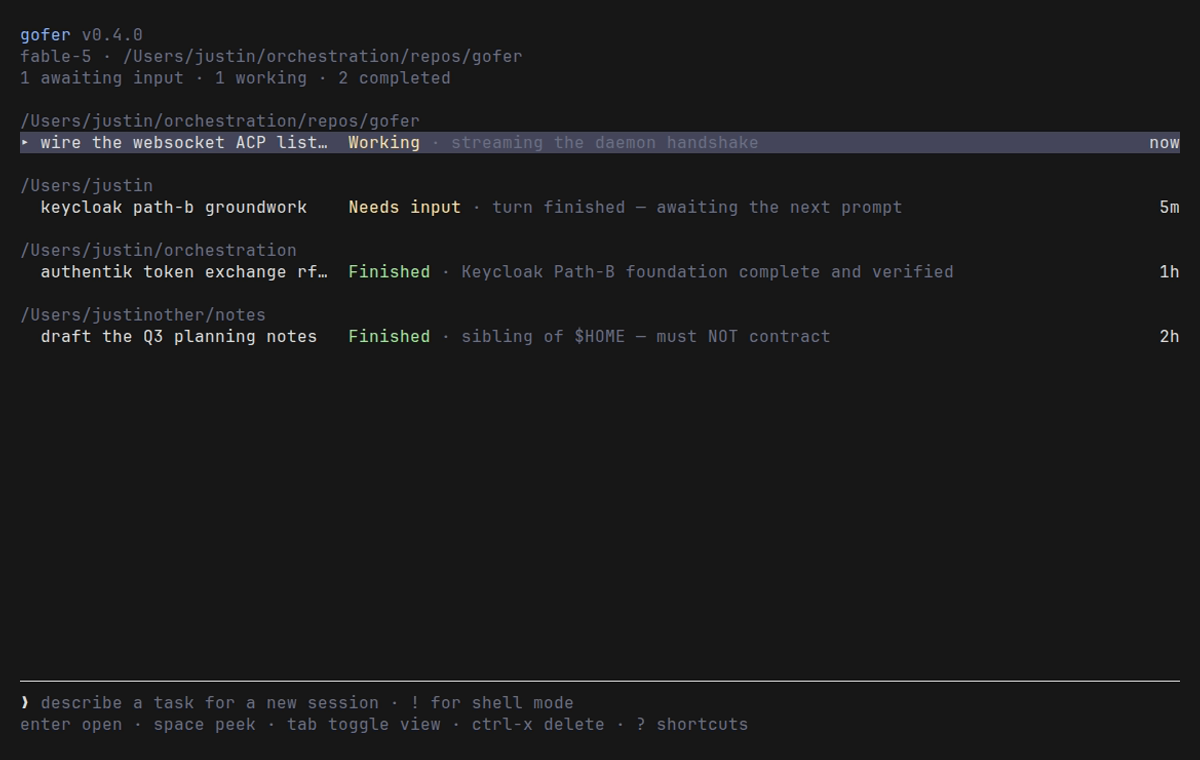 gofer v0.4.0
fable-5 · /Users/justin/orchestration/repos/gofer
1 awaiting input · 1 working · 2 completed
/Users/justin/orchestration/repos/gofer
▸ wire the websocket ACP list… Working · streaming the daemon handshake now
/Users/justin
keycloak path-b groundwork Needs input · turn finished — awaiting the next prompt 5m
/Users/justin/orchestration
authentik token exchange rf… Finished · Keycloak Path-B foundation complete and verified 1h
/Users/justinother/notes
draft the Q3 planning notes Finished · sibling of $HOME — must NOT contract 2h
❯ describe a task for a new session · ! for shell mode
enter open · space peek · tab toggle view · ctrl-x delete · ? shortcuts